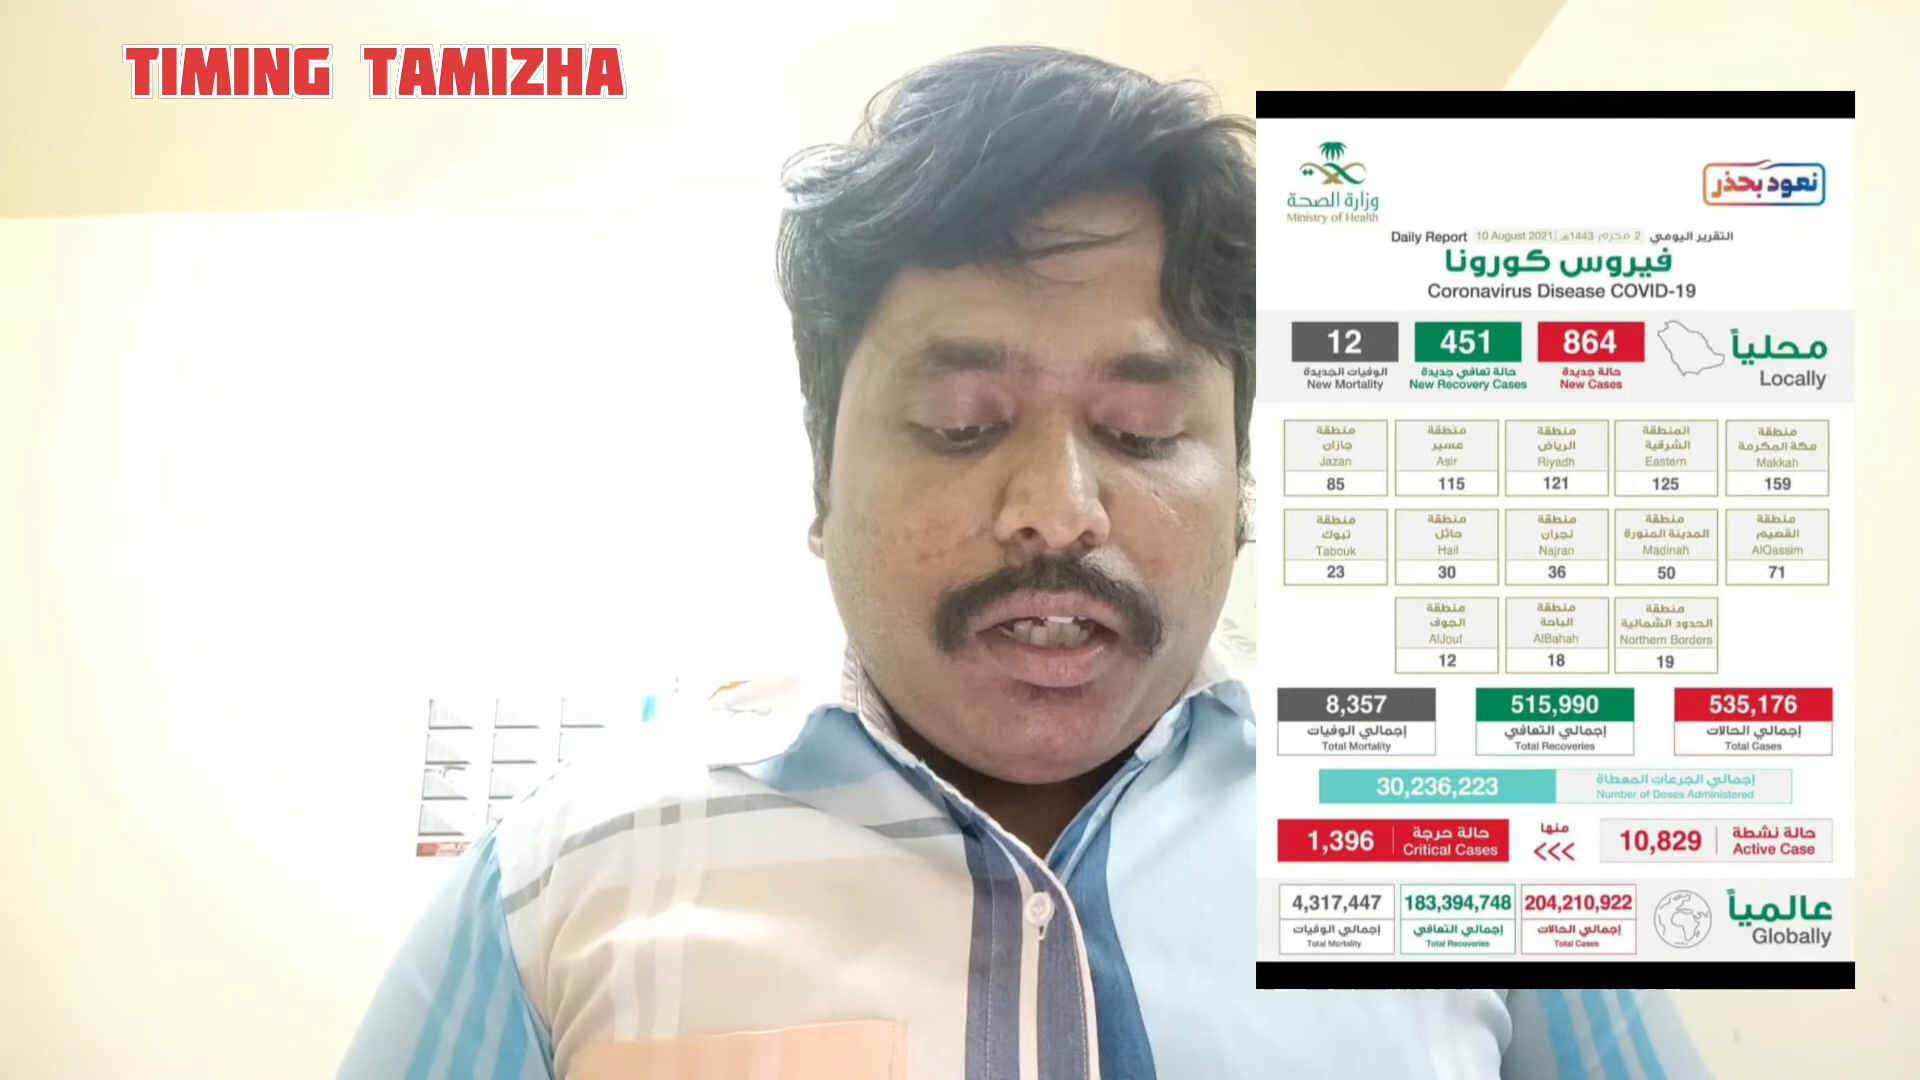 TIMING TAMIZHA
وزارة الصحة
Ministry of Health
نعود بحذر
Daily Report 10 August 2021 | 2 محرم 1443هـ التقرير اليومي
فيروس كورونا
Coronavirus Disease COVID-19
12 451 864
الوفيات الجديدة حالة تعافي جديدة حالة جديدة
New Mortality New Recovery Cases New Cases
محلياً
Locally
منطقة جازان Jazan 85
منطقة عسير Asir 115
منطقة الرياض Riyadh 121
المنطقة الشرقية Eastern 125
منطقة مكة المكرمة Makkah 159
منطقة تبوك Tabouk 23
منطقة حائل Hail 30
منطقة نجران Najran 36
منطقة المدينة المنورة Madinah 50
منطقة القصيم AlQassim 71
منطقة الجوف AlJouf 12
منطقة الباحة AlBahah 18
منطقة الحدود الشمالية Northern Borders 19
8,357 515,990 535,176
إجمالي الوفيات إجمالي التعافي إجمالي الحالات
Total Mortality Total Recoveries Total Cases
30,236,223 إجمالي الجرعات المعطاة
Number of Doses Administered
1,396 حالة حرجة Critical Cases
منها
<<<
10,829 حالة نشطة Active Case
4,317,447 183,394,748 204,210,922
إجمالي الوفيات إجمالي التعافي إجمالي الحالات
Total Mortality Total Recoveries Total Cases
عالمياً
Globally